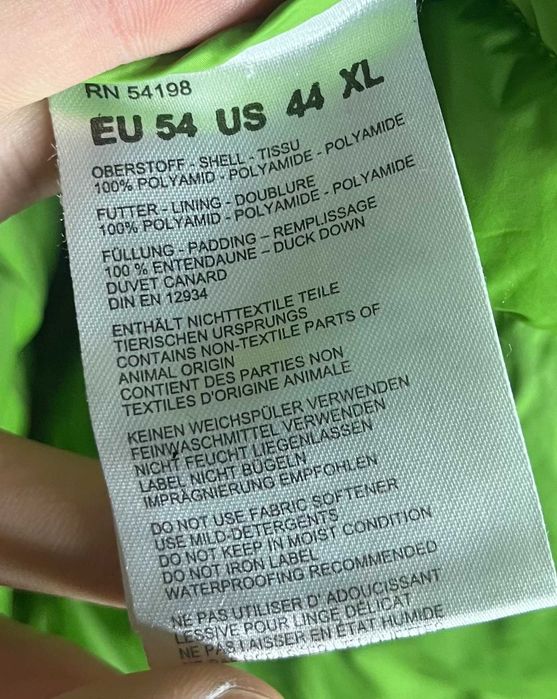 RN 54198
EU 54 US 44 XL
OBERSTOFF - SHELL - TISSU
100% POLYAMID - POLYAMIDE - POLYAMIDE
FUTTER - LINING - DOUBLURE
100% POLYAMID - POLYAMIDE - POLYAMIDE
FÜLLUNG - PADDING - REMPLISSAGE
100 % ENTENDAUNE - DUCK DOWN
DUVET CANARD
DIN EN 12934
ENTHÄLT NICHTTEXTILE TEILE
TIERISCHEN URSPRUNGS
CONTAINS NON-TEXTILE PARTS OF
ANIMAL ORIGIN
CONTIENT DES PARTIES NON
TEXTILES D'ORIGINE ANIMALE
KEINEN WEICHSPÜLER VERWENDEN
FEINWASCHMITTEL VERWENDEN
NICHT FEUCHT LIEGENLASSEN
LABEL NICHT BÜGELN
IMPRÄGNIERUNG EMPFOHLEN
DO NOT USE FABRIC SOFTENER
USE MILD-DETERGENTS
DO NOT KEEP IN MOIST CONDITION
DO NOT IRON LABEL
WATERPROOFING RECOMMENDED
NE PAS UTILISER D' ADOUCISSANT
LESSIVE POUR LINGE DÉLICAT
NE PAS LAISSER EN ÉTAT HUMIDE